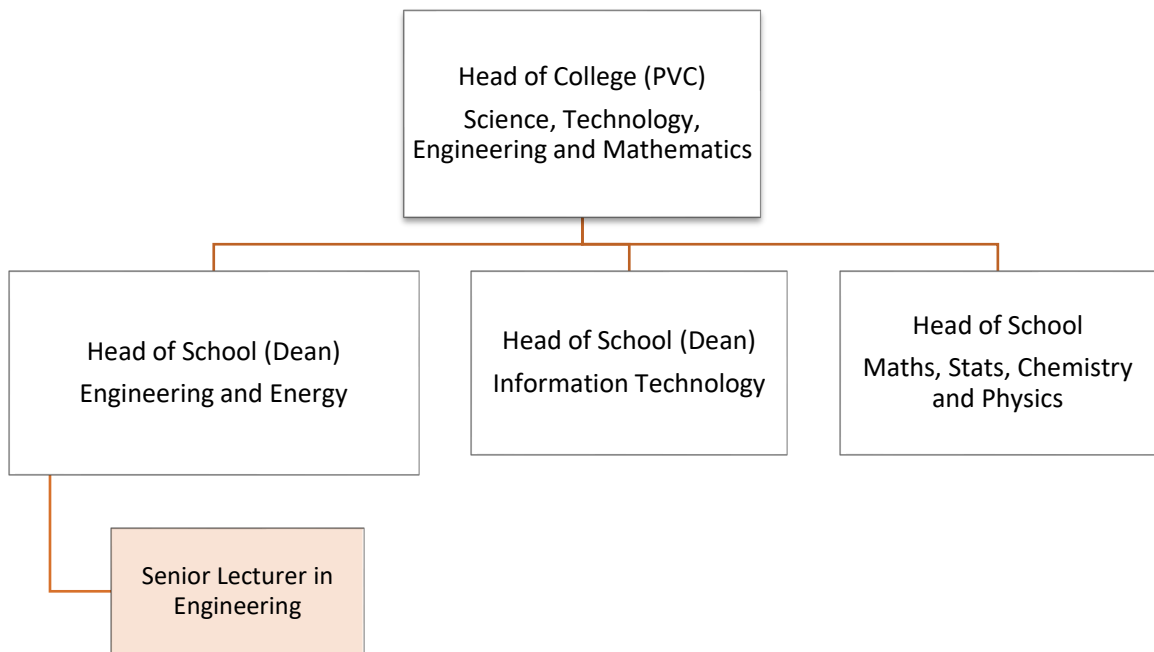 Head of College (PVC)
Science, Technology,
Engineering and Mathematics
Head of School (Dean)
Engineering and Energy
Head of School (Dean)
Information Technology
Head of School
Maths, Stats, Chemistry
and Physics
Senior Lecturer in
Engineering